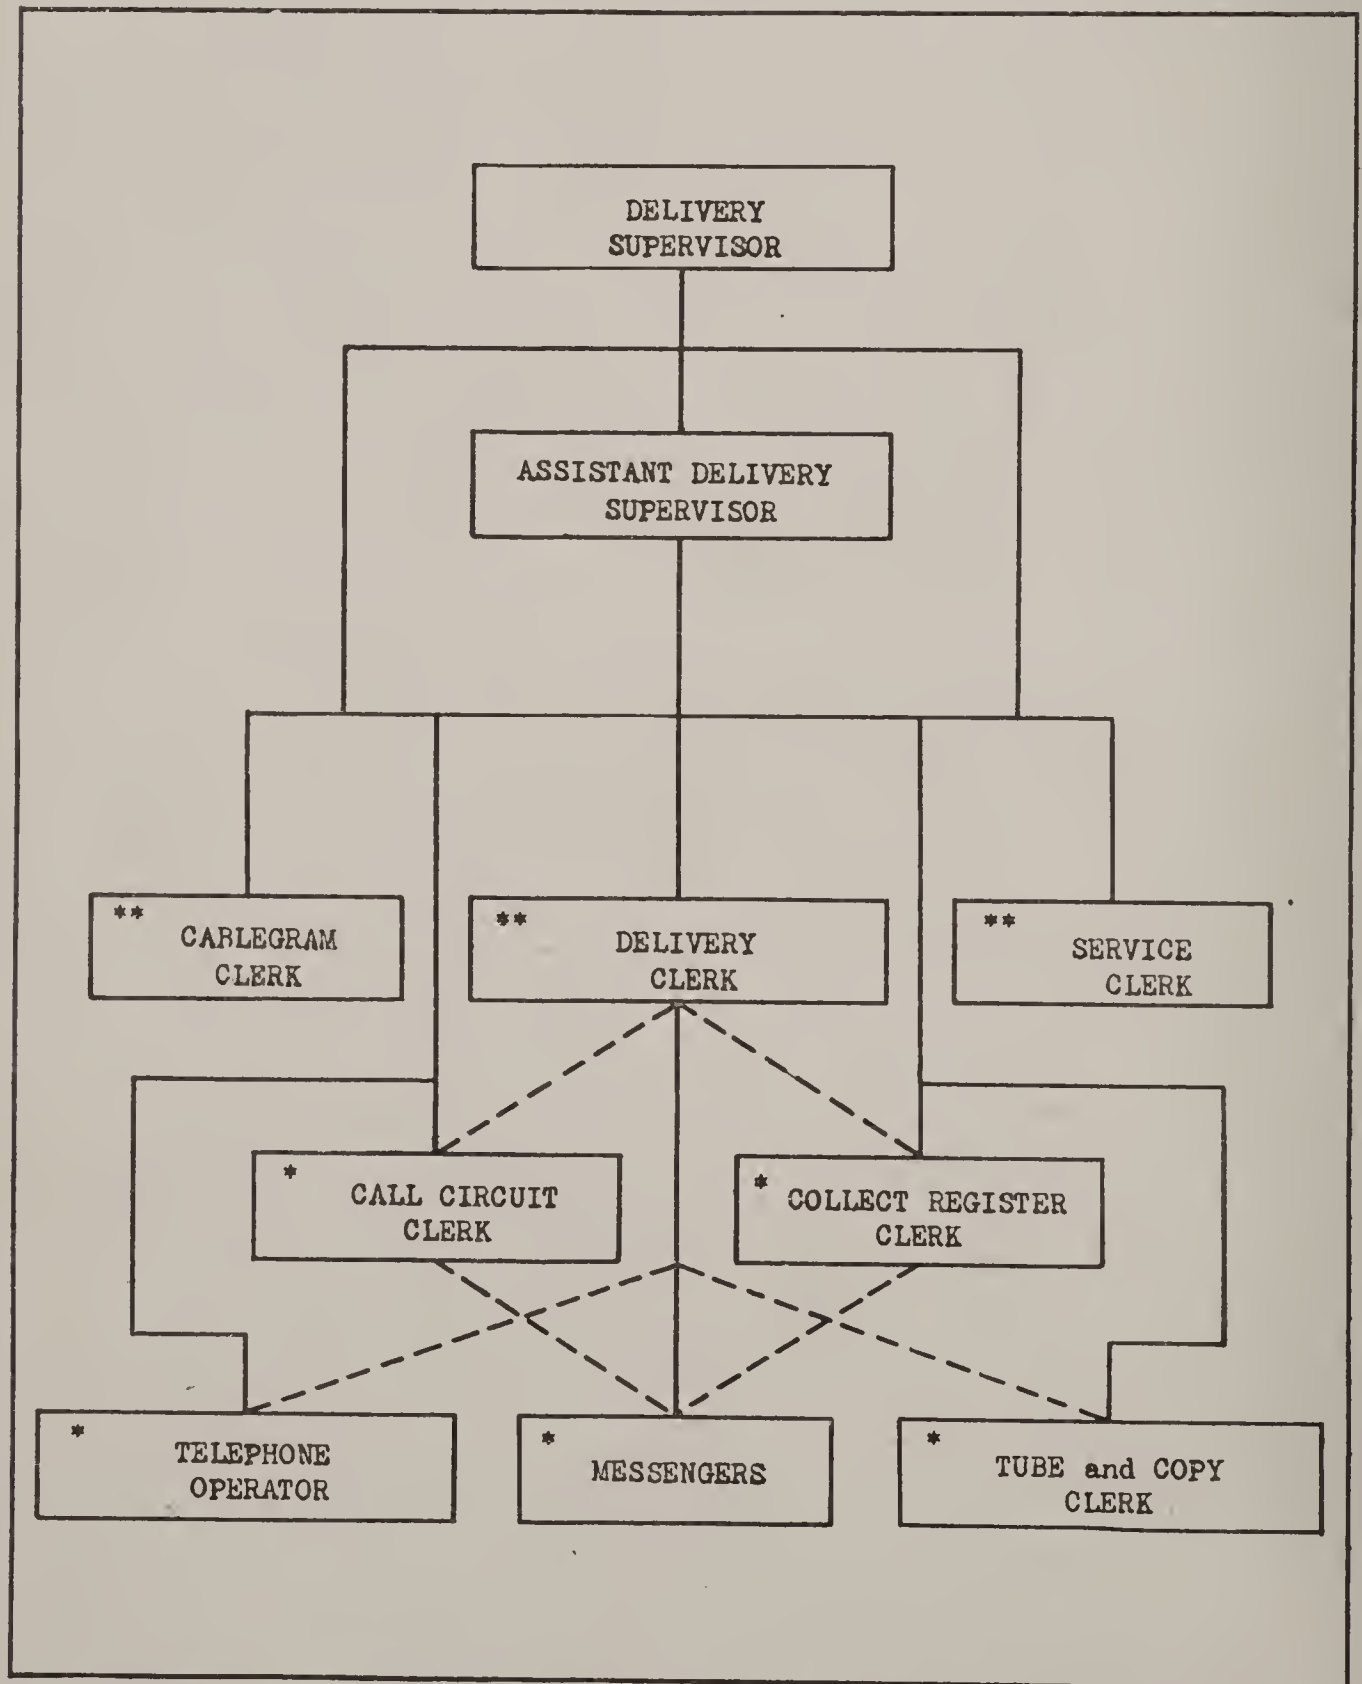 DELIVERY
SUPERVISOR
ASSISTANT DELIVERY
SUPERVISOR
** CABLEGRAM
CLERK
** DELIVERY
CLERK
** SERVICE
CLERK
* CALL CIRCUIT
CLERK
* COLLECT REGISTER
CLERK
* TELEPHONE
OPERATOR
* MESSENGERS
* TUBE and COPY
CLERK